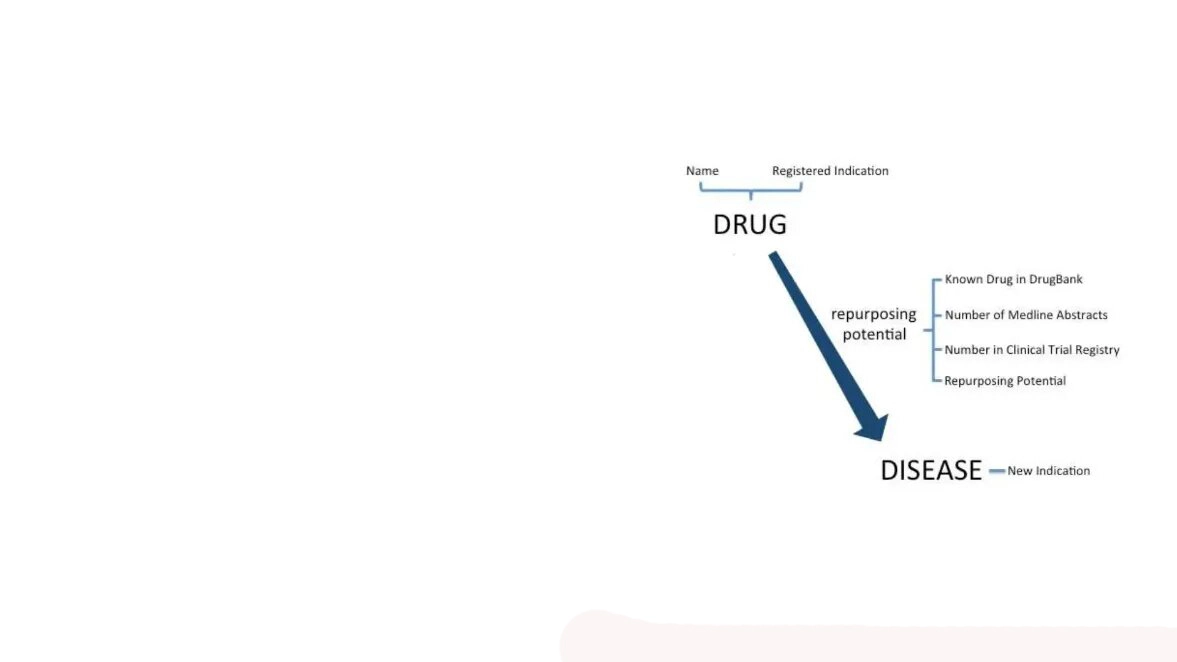 Name
Registered Indication
DRUG
Known Drug in DrugBank
repurposing
potential
Number of Medline Abstracts
Number in Clinical Trial Registry
Repurposing Potential
DISEASE
New Indication